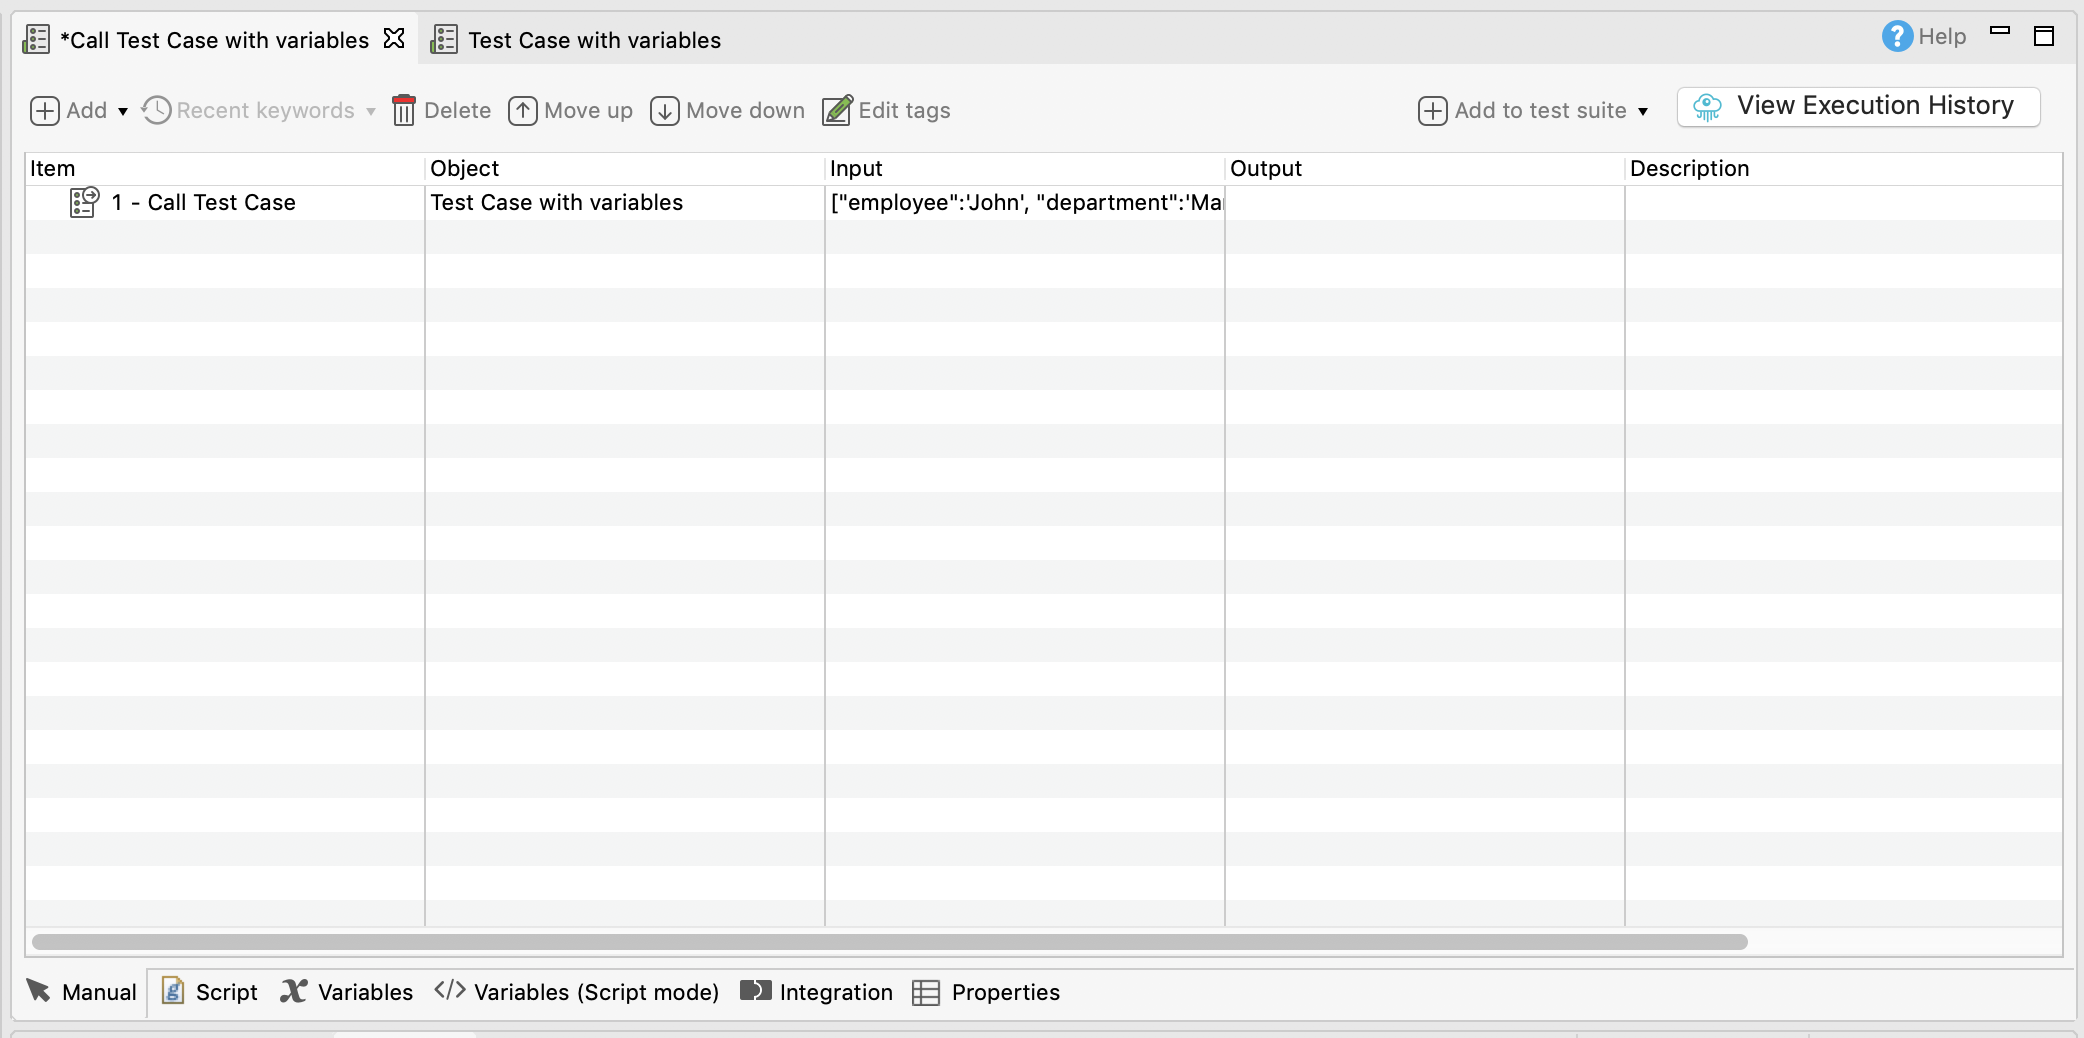 *Call Test Case with variables
Test Case with variables
Help
Add
Recent keywords
Delete
Move up
Move down
Edit tags
Add to test suite
View Execution History
Item
Object
Input
Output
Description
1 - Call Test Case
Test Case with variables
["employee":'John', "department":'Mar
Manual
Script
Variables
</> Variables (Script mode)
Integration
Properties